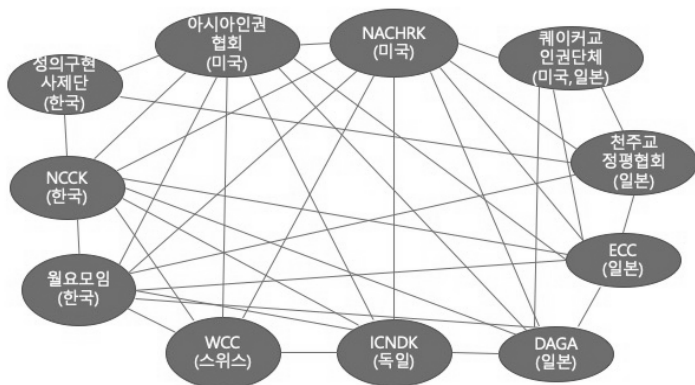 아시아인권
협회
(미국)
NACHRK
(미국)
퀘이커교
인권단체
(미국,일본)
정의구현
사제단
(한국)
천주교
정평협회
(일본)
NCCK
(한국)
ECC
(일본)
월요모임
(한국)
WCC
(스위스)
ICNDK
(독일)
DAGA
(일본)